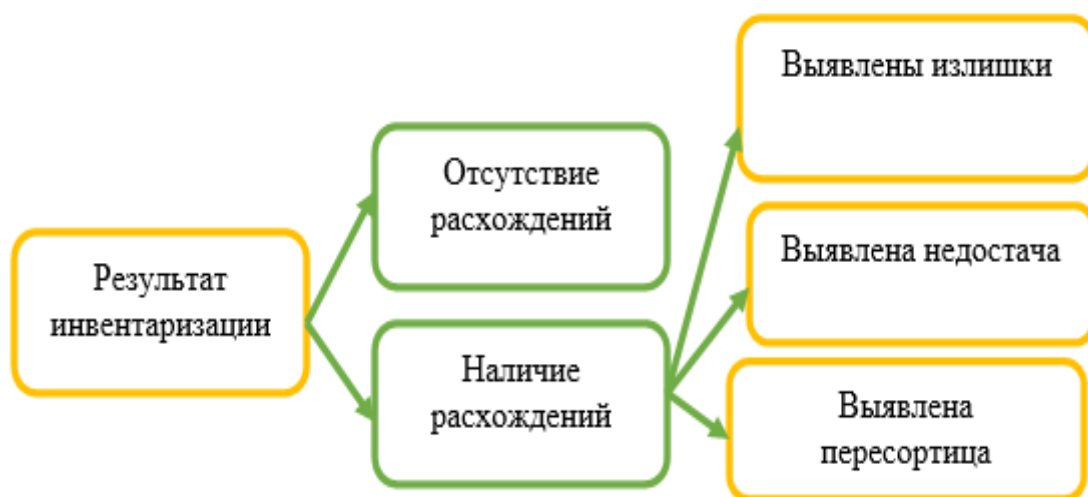 Результат
инвентаризации
Отсутствие
расхождений
Наличие
расхождений
Выявлены излишки
Выявлена недостача
Выявлена
пересортица